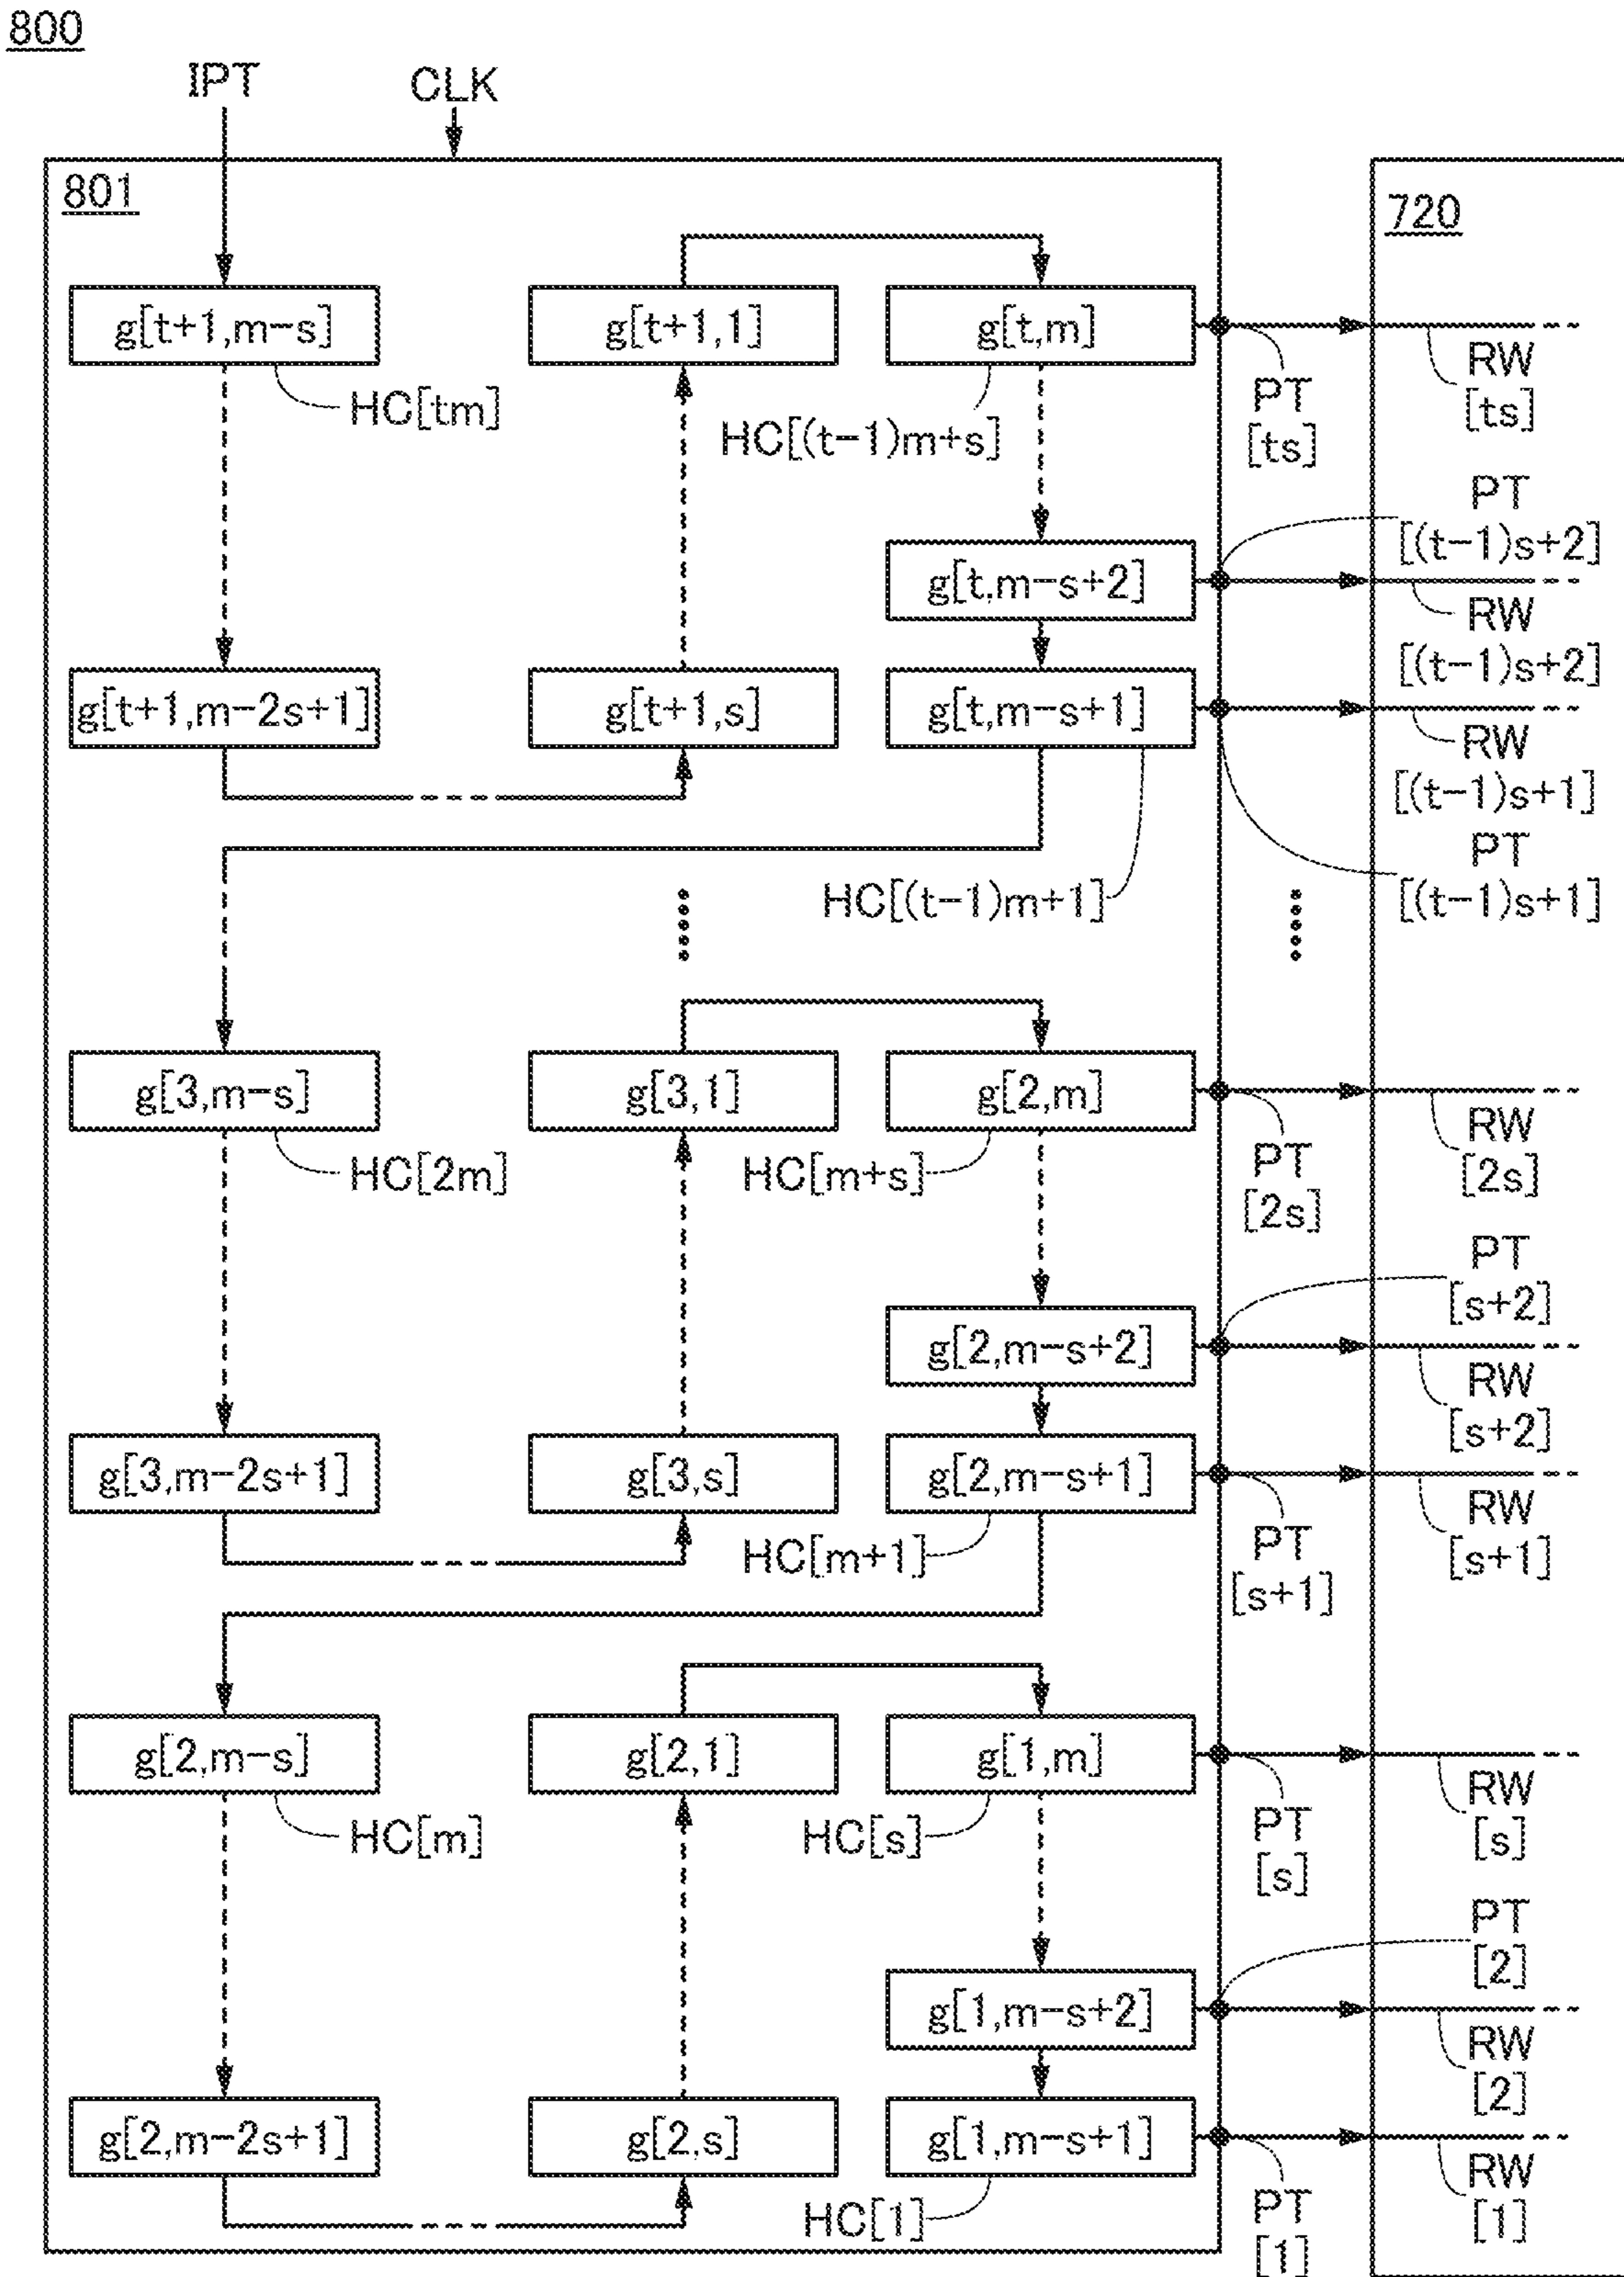 800
IPT
CLK
801
720
g[t+1,m-s]
g[t+1,1]
g[t,m]
HC[tm]
HC[(t-1)m+s]
PT
[ts]
RW
[ts]
PT
[(t-1)s+2]
g[t,m-s+2]
RW
[(t-1)s+2]
g[t+1,m-2s+1]
g[t+1,s]
g[t,m-s+1]
RW
[(t-1)s+1]
PT
[(t-1)s+1]
HC[(t-1)m+1]
g[3,m-s]
g[3,1]
g[2,m]
HC[2m]
HC[m+s]
PT
[2s]
RW
[2s]
PT
[s+2]
g[2,m-s+2]
RW
[s+2]
g[3,m-2s+1]
g[3,s]
g[2,m-s+1]
HC[m+1]
PT
[s+1]
RW
[s+1]
g[2,m-s]
g[2,1]
g[1,m]
HC[m]
HC[s]
PT
[s]
RW
[s]
PT
[2]
g[1,m-s+2]
RW
[2]
g[2,m-2s+1]
g[2,s]
g[1,m-s+1]
HC[1]
PT
[1]
RW
[1]